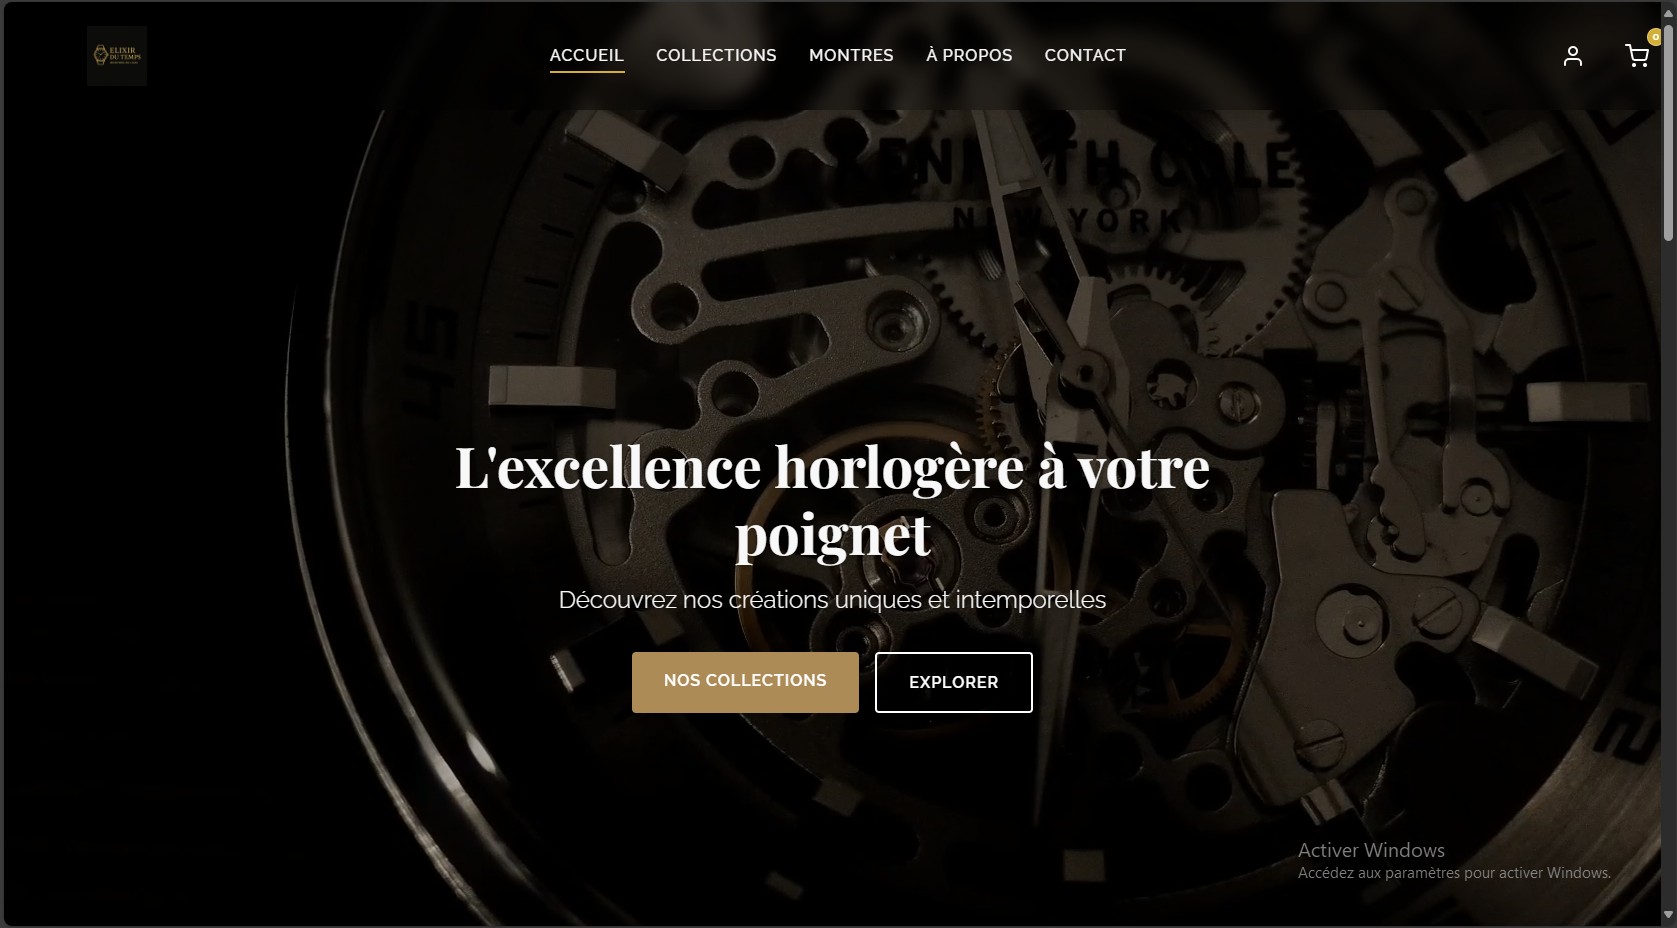 ELIXIR
DU TEMPS
ACCUEIL
COLLECTIONS
MONTRES
À PROPOS
CONTACT
0
KENNETH COLE
NEW YORK
45
L'excellence horlogère à votre
poignet
Découvrez nos créations uniques et intemporelles
NOS COLLECTIONS
EXPLORER
Activer Windows
Accédez aux paramètres pour activer Windows.